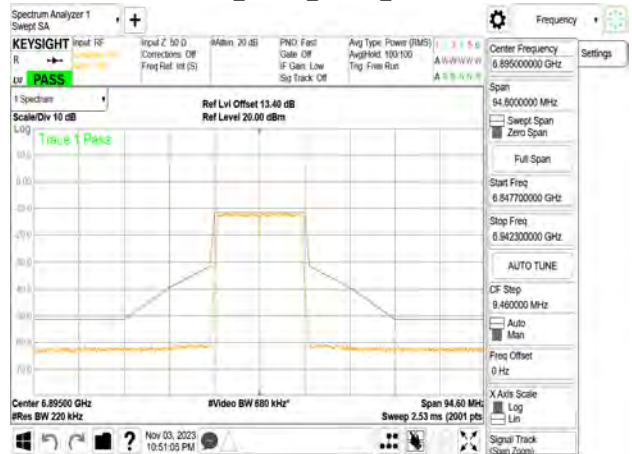 Spectrum Analyzer 1
Swept SA
+
Frequency
KEYSIGHT
Input: RF
Input Z: 50 Ω
Corrections: Off
Freq Ref: Int (S)
#Atten: 20 dB
PNO: Fast
Gate: Off
IF Gain: Low
Sig Track: Off
Avg Type: Power (RMS)
Avg|Hold: 100/100
Trig: Free Run
R
PASS
Center Frequency
6.895000000 GHz
Settings
Span
94.6000000 MHz
Swept Span
Zero Span
Full Span
Start Freq
6.847700000 GHz
Stop Freq
6.942300000 GHz
AUTO TUNE
CF Step
9.460000 MHz
Auto
Man
Freq Offset
0 Hz
X Axis Scale
Log
Lin
Signal Track
(Span Zoom)
1 Spectrum
Scale/Div 10 dB
Ref Lvl Offset 13.40 dB
Ref Level 20.00 dBm
Log
Trace 1 Pass
Center 6.89500 GHz
#Res BW 220 kHz
#Video BW 680 kHz*
Span 94.60 MHz
Sweep 2.53 ms (2001 pts
?
Nov 03, 2023
10:51:05 PM